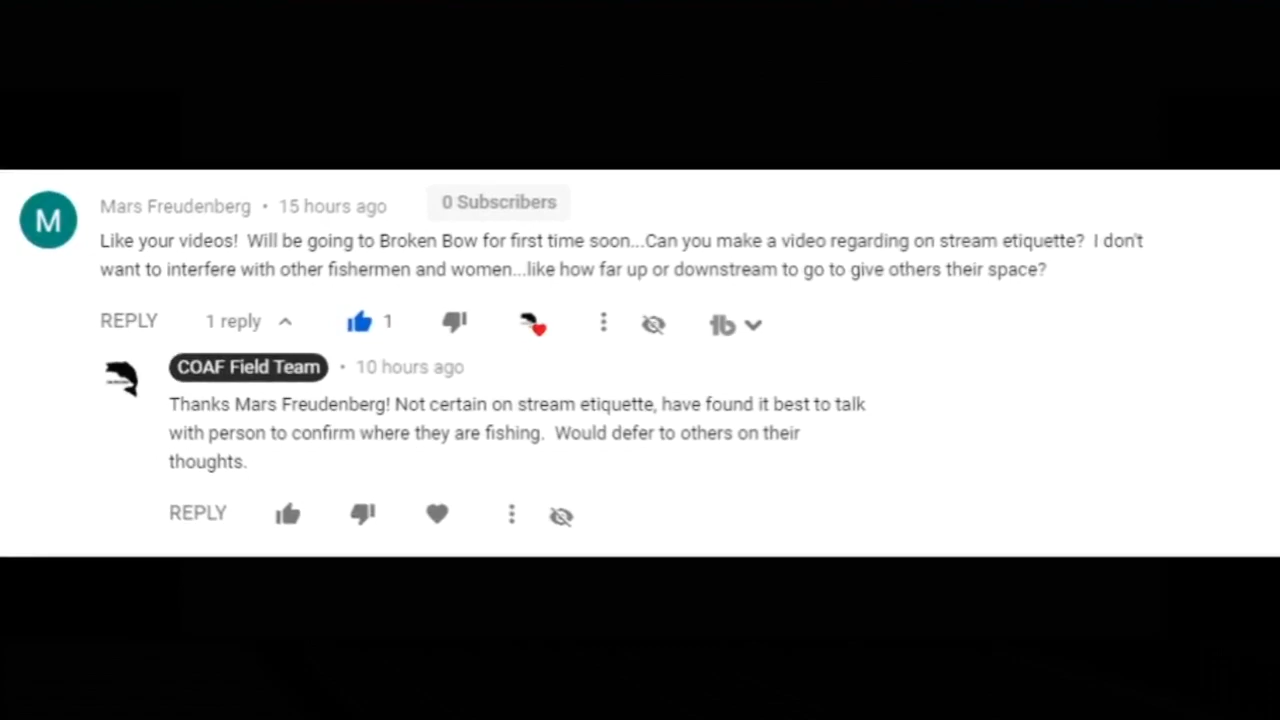 M
Mars Freudenberg • 15 hours ago 0 Subscribers
Like your videos! Will be going to Broken Bow for first time soon...Can you make a video regarding on stream etiquette? I don't
want to interfere with other fishermen and women...like how far up or downstream to go to give others their space?
REPLY 1 reply 1
COAF Field Team • 10 hours ago
Thanks Mars Freudenberg! Not certain on stream etiquette, have found it best to talk
with person to confirm where they are fishing. Would defer to others on their
thoughts.
REPLY